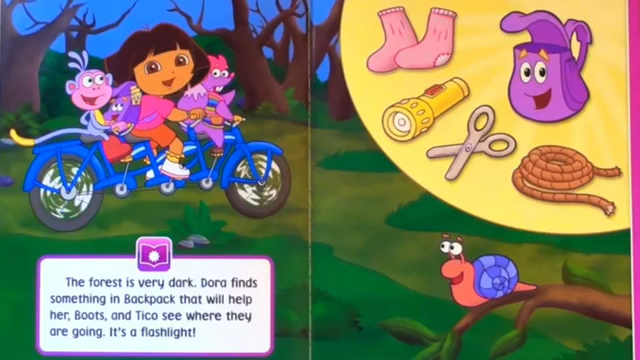 The forest is very dark. Dora finds
something in Backpack that will help
her, Boots, and Tico see where they
are going. It's a flashlight!